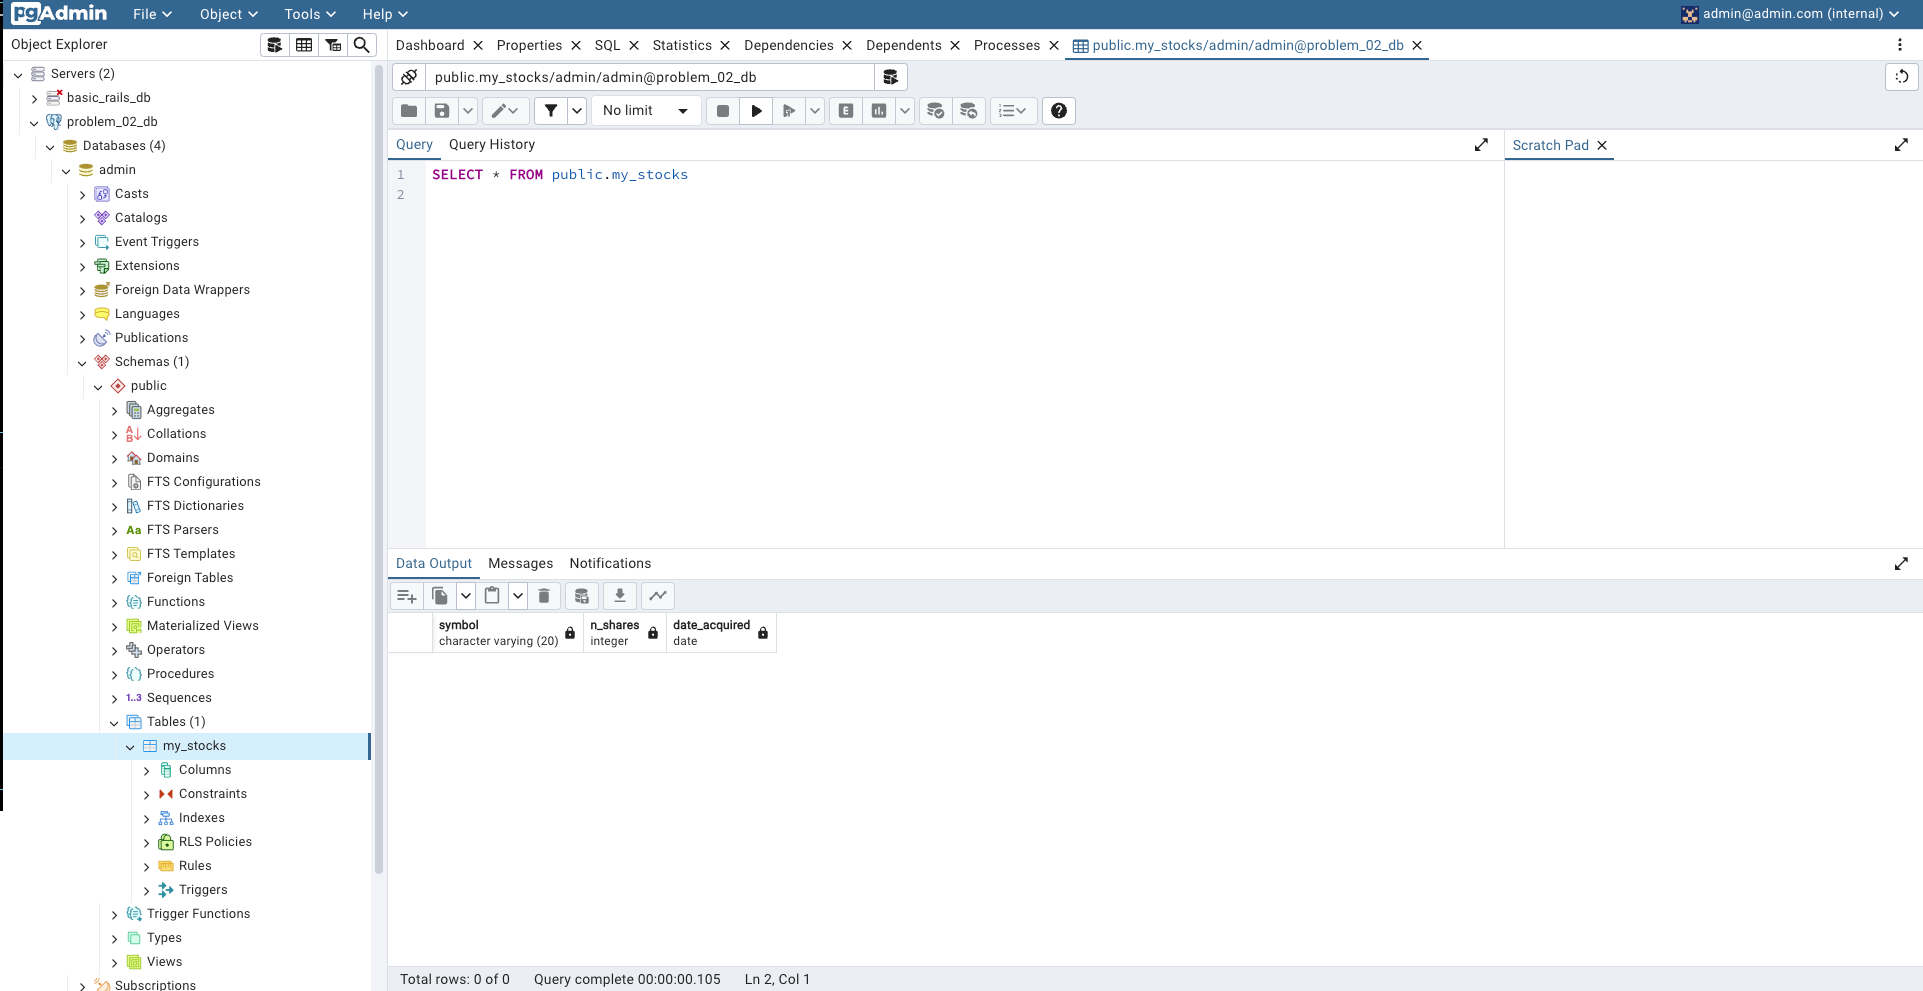 pgAdmin File Object Tools Help admin@admin.com (internal)
Object Explorer
Dashboard Properties SQL Statistics Dependencies Dependents Processes public.my_stocks/admin/admin@problem_02_db
Servers (2)
basic_rails_db
problem_02_db
Databases (4)
admin
Casts
Catalogs
Event Triggers
Extensions
Foreign Data Wrappers
Languages
Publications
Schemas (1)
public
Aggregates
Collations
Domains
FTS Configurations
FTS Dictionaries
Aa FTS Parsers
FTS Templates
Foreign Tables
Functions
Materialized Views
Operators
Procedures
1..3 Sequences
Tables (1)
my_stocks
Columns
Constraints
Indexes
RLS Policies
Rules
Triggers
Trigger Functions
Types
Views
Subscriptions
public.my_stocks/admin/admin@problem_02_db
No limit E
Query Query History
Scratch Pad
1 SELECT * FROM public.my_stocks
2
Data Output Messages Notifications
symbol n_shares date_acquired
character varying (20) integer date
Total rows: 0 of 0 Query complete 00:00:00.105 Ln 2, Col 1